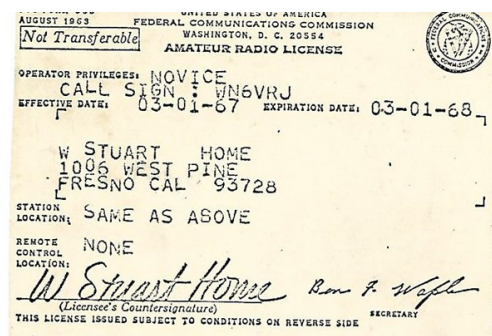 UNITED STATES OF AMERICA
AUGUST 1963 FEDERAL COMMUNICATIONS COMMISSION
Not Transferable WASHINGTON, D. C. 20554
AMATEUR RADIO LICENSE
OPERATOR PRIVILEGES: NOVICE
CALL SIGN : WN6VRJ
EFFECTIVE DATE: 03-01-67 EXPIRATION DATE: 03-01-68
W STUART HOME
1006 WEST PINE
FRESNO CAL 93728
STATION LOCATION: SAME AS ABOVE
REMOTE CONTROL LOCATION: NONE
W Stuart Home Ben F. Waple
(Licensee's Countersignature) SECRETARY
THIS LICENSE ISSUED SUBJECT TO CONDITIONS ON REVERSE SIDE